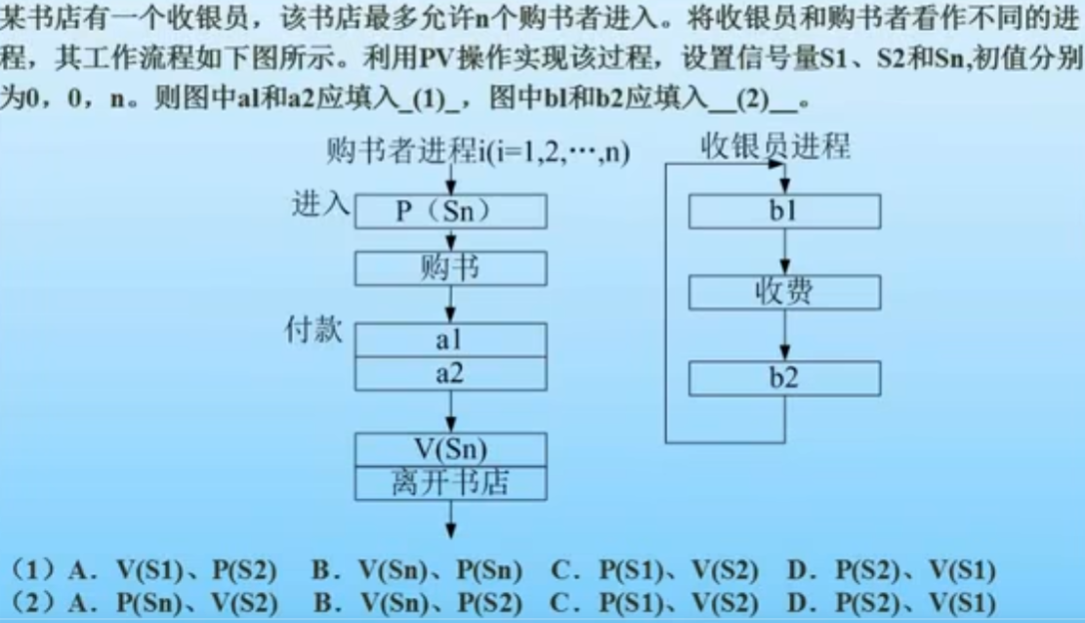 某书店有一个收银员，该书店最多允许n个购书者进入。将收银员和购书者看作不同的进
程，其工作流程如下图所示。利用PV操作实现该过程，设置信号量S1、S2和Sn,初值分别
为0，0，n。则图中a1和a2应填入_(1)_，图中b1和b2应填入__(2)__。
购书者进程i(i=1,2,…,n)
收银员进程
进入
P（Sn）
b1
购书
收费
付款
a1
a2
b2
V(Sn)
离开书店
（1）A．V(S1)、P(S2) B．V(Sn)、P(Sn) C．P(S1)、V(S2) D．P(S2)、V(S1)
（2）A．P(Sn)、V(S2) B．V(Sn)、P(S2) C．P(S1)、V(S2) D．P(S2)、V(S1)